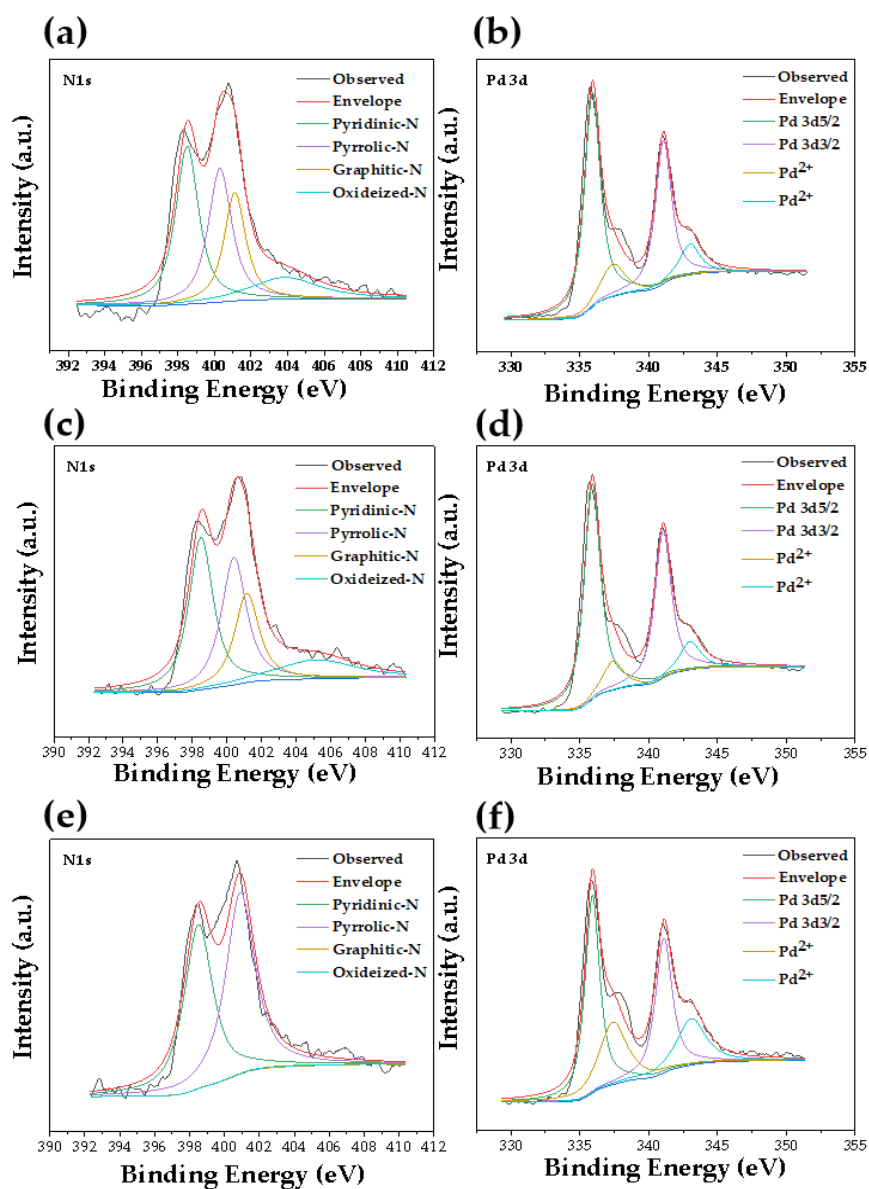 (a)
N1s
Observed
Envelope
Pyridinic-N
Pyrrolic-N
Graphitic-N
Oxideized-N
Intensity (a.u.)
392 394 396 398 400 402 404 406 408 410 412
Binding Energy (eV)
(b)
Pd 3d
Observed
Envelope
Pd 3d5/2
Pd 3d3/2
Pd2+
Pd2+
Intensity (a.u.)
330 335 340 345 350 355
Binding Energy (eV)
(c)
N1s
Observed
Envelope
Pyridinic-N
Pyrrolic-N
Graphitic-N
Oxideized-N
Intensity (a.u.)
390 392 394 396 398 400 402 404 406 408 410 412
Binding Energy (eV)
(d)
Pd 3d
Observed
Envelope
Pd 3d5/2
Pd 3d3/2
Pd2+
Pd2+
Intensity (a.u.)
330 335 340 345 350 355
Binding Energy (eV)
(e)
N1s
Observed
Envelope
Pyridinic-N
Pyrrolic-N
Graphitic-N
Oxideized-N
Intensity (a.u.)
390 392 394 396 398 400 402 404 406 408 410 412
Binding Energy (eV)
(f)
Pd 3d
Observed
Envelope
Pd 3d5/2
Pd 3d3/2
Pd2+
Pd2+
Intensity (a.u.)
330 335 340 345 350 355
Binding Energy (eV)